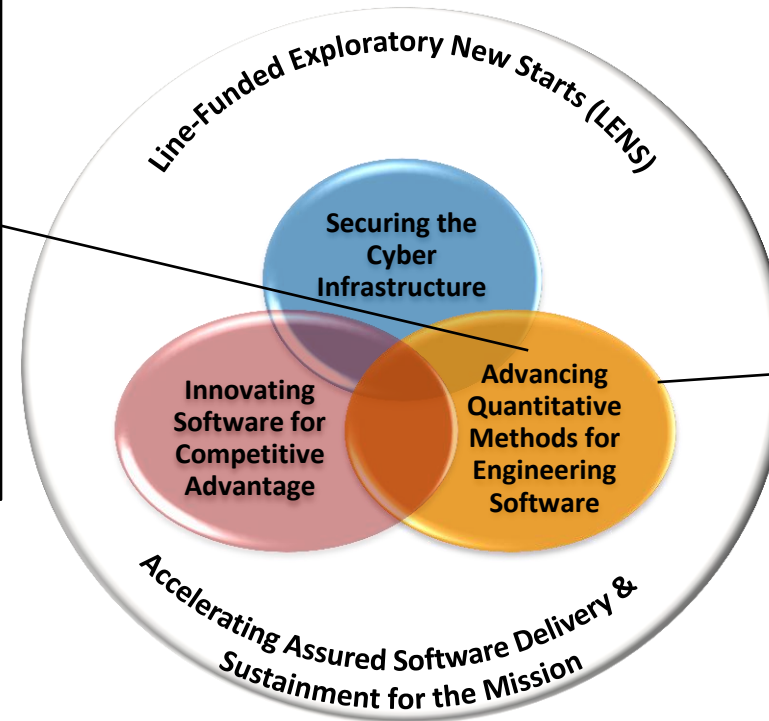 Line-Funded Exploratory New Starts (LENS)
Securing the
Cyber
Infrastructure
Innovating
Software for
Competitive
Advantage
Advancing
Quantitative
Methods for
Engineering
Software
Accelerating Assured Software Delivery &
Sustainment for the Mission